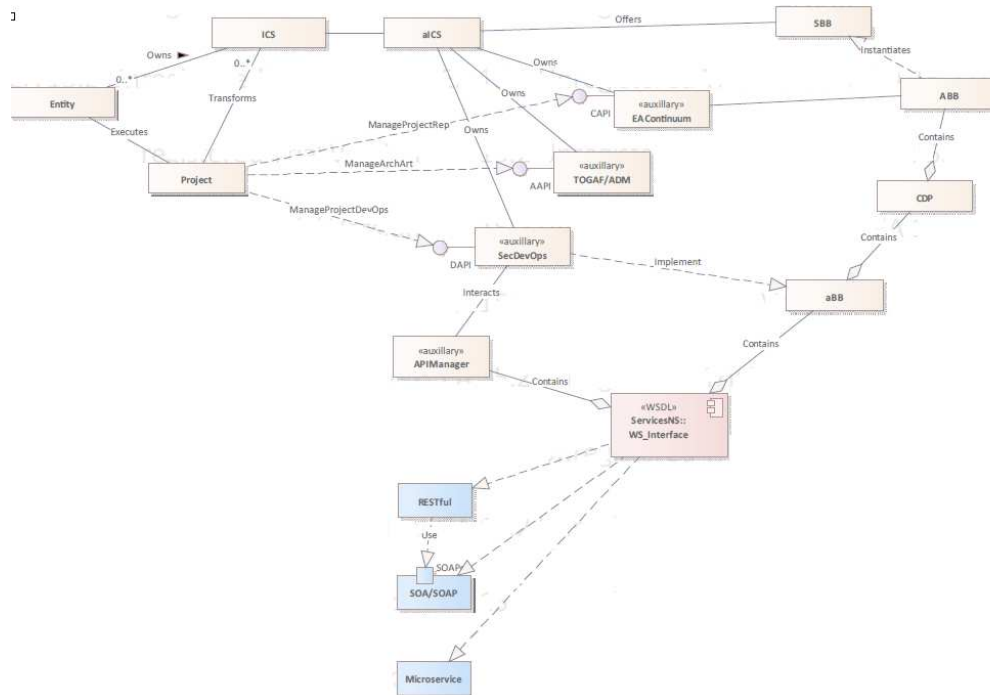 Offers
ICS
aICS
SBB
Owns
0..*
0..*
Instantiates
Owns
Entity
Transforms
Owns
CAPI
«auxillary»
EAContinuum
ABB
Executes
ManageProjectRep
Owns
Contains
ManageArchArt
AAPI
«auxillary»
TOGAF/ADM
Project
CDP
ManageProjectDevOps
Contains
DAPI
«auxillary»
SecDevOps
Implement
aBB
Interacts
«auxillary»
APIManager
Contains
Contains
«WSDL»
ServicesNS::
WS_Interface
RESTful
Use
SOAP
SOA/SOAP
Microservice